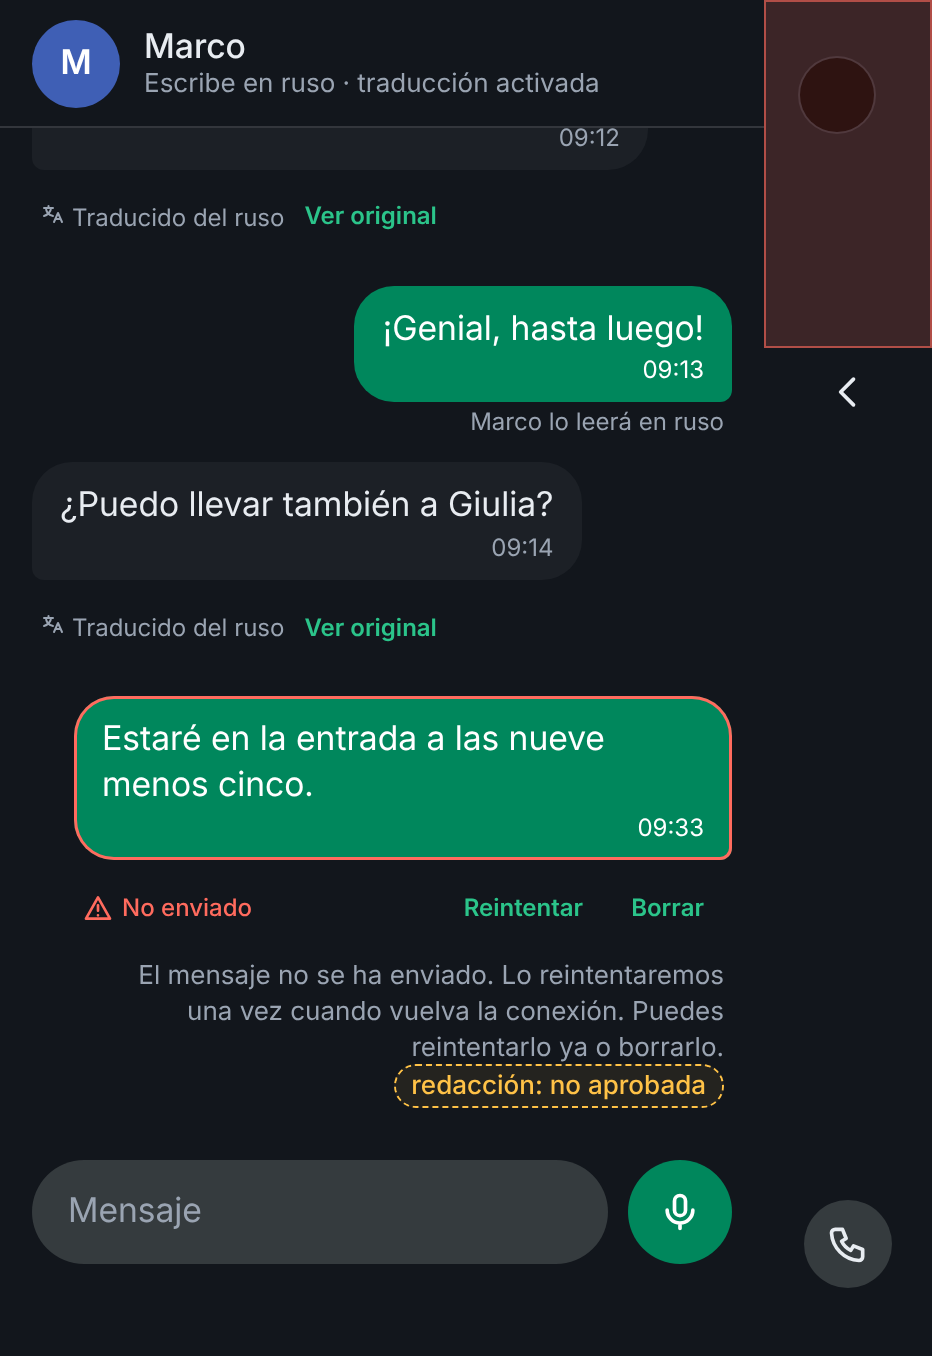 M
Marco
Escribe en ruso · traducción activada
09:12
Traducido del ruso Ver original
¡Genial, hasta luego!
09:13
Marco lo leerá en ruso
¿Puedo llevar también a Giulia?
09:14
Traducido del ruso Ver original
Estaré en la entrada a las nueve
menos cinco.
09:33
No enviado Reintentar Borrar
El mensaje no se ha enviado. Lo reintentaremos
una vez cuando vuelva la conexión. Puedes
reintentarlo ya o borrarlo.
redacción: no aprobada
Mensaje